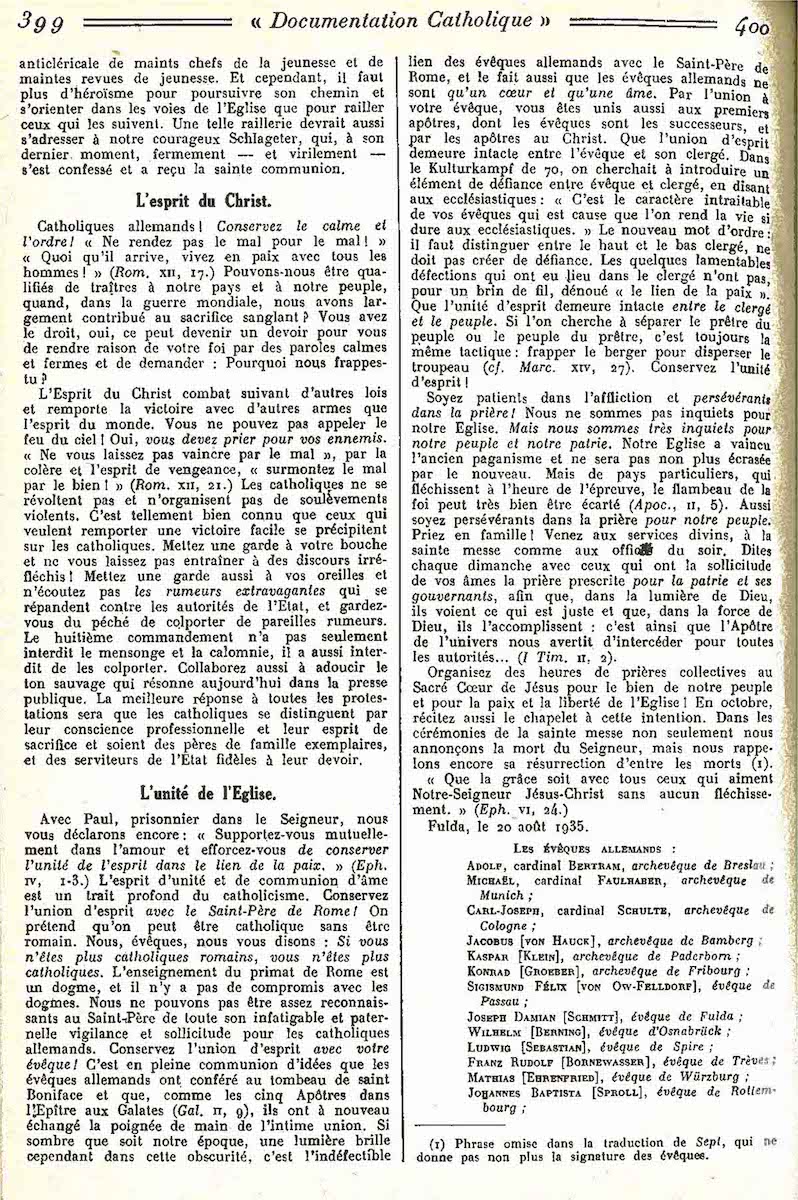 399 « Documentation Catholique » 400
anticléricale de maints chefs de la jeunesse et de
maintes revues de jeunesse. Et cependant, il faut
plus d'héroïsme pour poursuivre son chemin et
s'orienter dans les voies de l'Eglise que pour railler
ceux qui les suivent. Une telle raillerie devrait aussi
s'adresser à notre courageux Schlageter, qui, à son
dernier moment, fermement — et virilement —
s'est confessé et a reçu la sainte communion.
L'esprit du Christ.
Catholiques allemands ! Conservez le calme et
l'ordre ! « Ne rendez pas le mal pour le mal ! »
« Quoi qu'il arrive, vivez en paix avec tous les
hommes ! » (Rom. XII, 17.) Pouvons-nous être qua-
lifiés de traîtres à notre pays et à notre peuple,
quand, dans la guerre mondiale, nous avons lar-
gement contribué au sacrifice sanglant ? Vous avez
le droit, oui, ce peut devenir un devoir pour vous
de rendre raison de votre foi par des paroles calmes
et fermes et de demander : Pourquoi nous frappes-
tu ?
L'Esprit du Christ combat suivant d'autres lois
et remporte la victoire avec d'autres armes que
l'esprit du monde. Vous ne pouvez pas appeler le
feu du ciel ! Oui, vous devez prier pour vos ennemis.
« Ne vous laissez pas vaincre par le mal », par la
colère et l'esprit de vengeance, « surmontez le mal
par le bien ! » (Rom. XII, 21.) Les catholiques ne se
révoltent pas et n'organisent pas de soulèvements
violents. C'est tellement bien connu que ceux qui
veulent remporter une victoire facile se précipitent
sur les catholiques. Mettez une garde à votre bouche
et ne vous laissez pas entraîner à des discours irré-
fléchis ! Mettez une garde aussi à vos oreilles et
n'écoutez pas les rumeurs extravagantes qui se
répandent contre les autorités de l'Etat, et gardez-
vous du péché de colporter de pareilles rumeurs.
Le huitième commandement n'a pas seulement
interdit le mensonge et la calomnie, il a aussi inter-
dit de les colporter. Collaborez aussi à adoucir le
ton sauvage qui résonne aujourd'hui dans la presse
publique. La meilleure réponse à toutes les protes-
tations sera que les catholiques se distinguent par
leur conscience professionnelle et leur esprit de
sacrifice et soient des pères de famille exemplaires,
et des serviteurs de l'Etat fidèles à leur devoir.
L'unité de l'Eglise.
Avec Paul, prisonnier dans le Seigneur, nous
vous déclarons encore : « Supportez-vous mutuelle-
ment dans l'amour et efforcez-vous de conserver
l'unité de l'esprit dans le lien de la paix. » (Eph.
IV, 1-3.) L'esprit d'unité et de communion d'âme
est un trait profond du catholicisme. Conservez
l'union d'esprit avec le Saint-Père de Rome ! On
prétend qu'on peut être catholique sans être
romain. Nous, évêques, nous vous disons : Si vous
n'êtes plus catholiques romains, vous n'êtes plus
catholiques. L'enseignement du primat de Rome est
un dogme, et il n'y a pas de compromis avec les
dogmes. Nous ne pouvons pas être assez reconnais-
sants au Saint-Père de toute son infatigable et pater-
nelle vigilance et sollicitude pour les catholiques
allemands. Conservez l'union d'esprit avec votre
évêque ! C'est en pleine communion d'idées que les
évêques allemands ont conféré au tombeau de saint
Boniface et que, comme les cinq Apôtres dans
l'Epître aux Galates (Gal. II, 9), ils ont à nouveau
échangé la poignée de main de l'intime union. Si
sombre que soit notre époque, une lumière brille
cependant dans cette obscurité, c'est l'indéfectible
lien des évêques allemands avec le Saint-Père de
Rome, et le fait aussi que les évêques allemands ne
sont qu'un cœur et qu'une âme. Par l'union à
votre évêque, vous êtes unis aussi aux premiers
apôtres, dont les évêques sont les successeurs, et
par les apôtres au Christ. Que l'union d'esprit
demeure intacte entre l'évêque et son clergé. Dans
le Kulturkampf de 70, on cherchait à introduire un
élément de défiance entre évêque et clergé, en disant
aux ecclésiastiques : « C'est le caractère intraitable
de vos évêques qui est cause que l'on rend la vie si
dure aux ecclésiastiques. » Le nouveau mot d'ordre :
il faut distinguer entre le haut et le bas clergé, ne
doit pas créer de défiance. Les quelques lamentables
défections qui ont eu lieu dans le clergé n'ont pas,
pour un brin de fil, dénoué « le lien de la paix ».
Que l'unité d'esprit demeure intacte entre le clergé
et le peuple. Si l'on cherche à séparer le prêtre du
peuple ou le peuple du prêtre, c'est toujours la
même tactique : frapper le berger pour disperser le
troupeau (cf. Marc. XIV, 27). Conservez l'unité
d'esprit !
Soyez patients dans l'affliction et persévérants
dans la prière ! Nous ne sommes pas inquiets pour
notre Eglise. Mais nous sommes très inquiets pour
notre peuple et notre patrie. Notre Eglise a vaincu
l'ancien paganisme et ne sera pas non plus écrasée
par le nouveau. Mais de pays particuliers, qui
fléchissent à l'heure de l'épreuve, le flambeau de la
foi peut très bien être écarté (Apoc., II, 5). Aussi
soyez persévérants dans la prière pour notre peuple.
Priez en famille ! Venez aux services divins, à la
sainte messe comme aux du soir. Dites
chaque dimanche avec ceux qui ont la sollicitude
de vos âmes la prière prescrite pour la patrie et ses
gouvernants, afin que, dans la lumière de Dieu,
ils voient ce qui est juste et que, dans la force de
Dieu, ils l'accomplissent : c'est ainsi que l'Apôtre
de l'univers nous avertit d'intercéder pour toutes
les autorités... (I Tim. II, 2).
Organisez des heures de prières collectives au
Sacré Cœur de Jésus pour le bien de notre peuple
et pour la paix et la liberté de l'Eglise ! En octobre,
récitez aussi le chapelet à cette intention. Dans les
cérémonies de la sainte messe non seulement nous
annonçons la mort du Seigneur, mais nous rappe-
lons encore sa résurrection d'entre les morts (1).
« Que la grâce soit avec tous ceux qui aiment
Notre-Seigneur Jésus-Christ sans aucun fléchisse-
ment. » (Eph. VI, 24.)
Fulda, le 20 août 1935.
LES ÉVÊQUES ALLEMANDS :
ADOLF, cardinal BERTRAM, archevêque de Breslau ;
MICHAËL, cardinal FAULHABER, archevêque de
Munich ;
CARL-JOSEPH, cardinal SCHULTE, archevêque de
Cologne ;
JACOBUS [VON HAUCK], archevêque de Bamberg ;
KASPAR [KLEIN], archevêque de Paderborn ;
KONRAD [GROEBER], archevêque de Fribourg ;
SIGISMUND FÉLIX [VON OW-FELLDORF], évêque de
Passau ;
JOSEPH DAMIAN [SCHMITT], évêque de Fulda ;
WILHELM [BERNING], évêque d'Osnabrück ;
LUDWIG [SEBASTIAN], évêque de Spire ;
FRANZ RUDOLF [BORNEWASSER], évêque de Trèves ;
MATHIAS [EHRENFRIED], évêque de Würzburg ;
JOHANNES BAPTISTA [SPROLL], évêque de Rottem-
bourg ;
(1) Phrase omise dans la traduction de Sept, qui ne
donne pas non plus la signature des évêques.